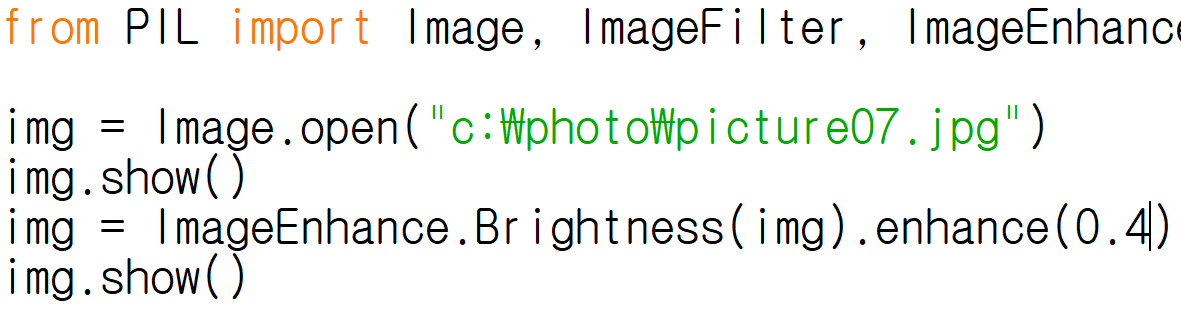 from PIL import Image, ImageFilter, ImageEnhance
img = Image.open("c:₩photo₩picture07.jpg")
img.show()
img = ImageEnhance.Brightness(img).enhance(0.4)
img.show()